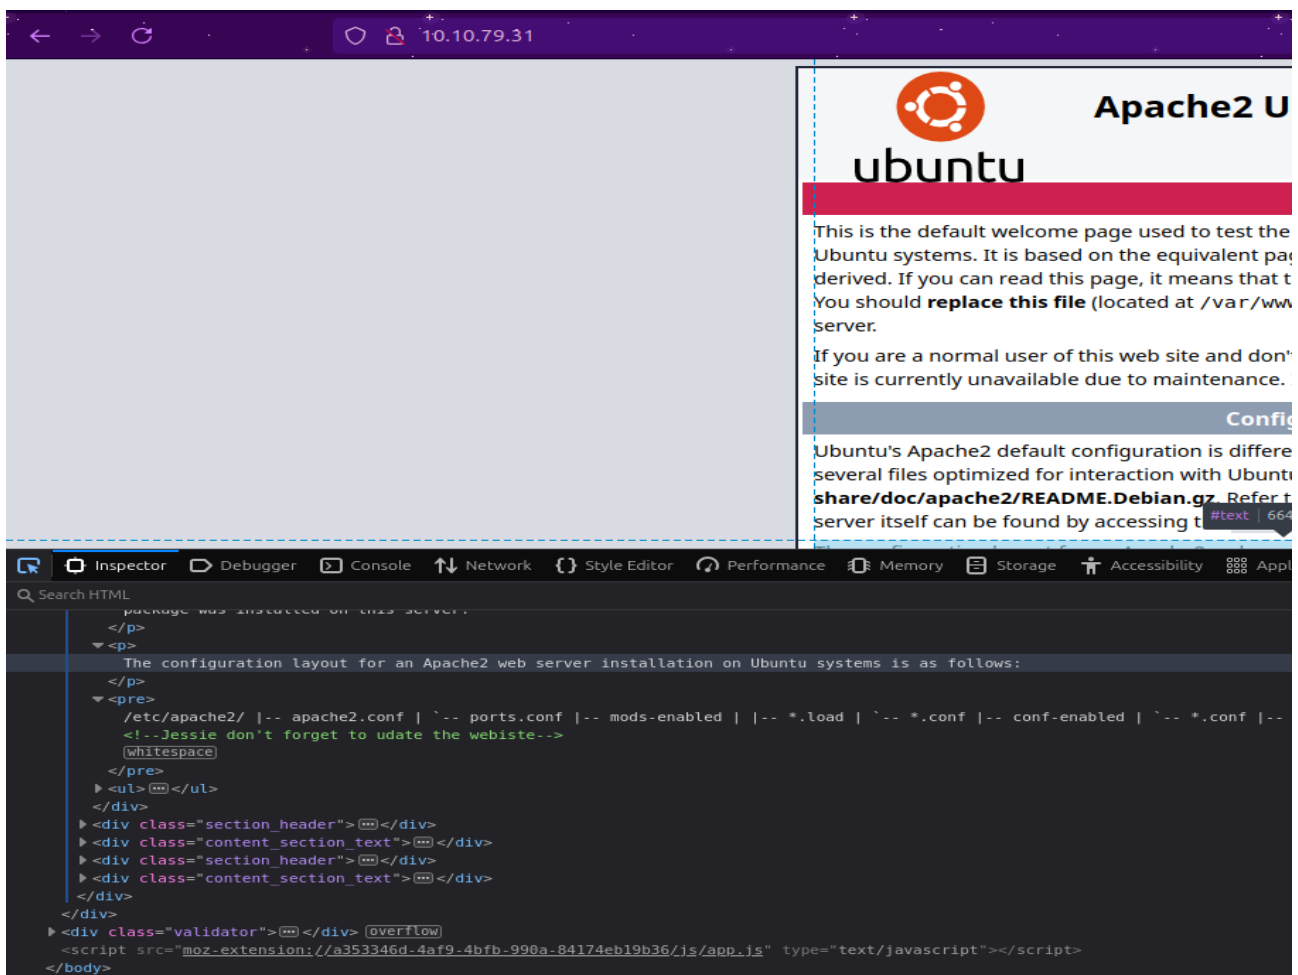 10.10.79.31
ubuntu
Apache2 U
This is the default welcome page used to test the
Ubuntu systems. It is based on the equivalent pag
derived. If you can read this page, it means that t
You should replace this file (located at /var/www
server.
If you are a normal user of this web site and don't
site is currently unavailable due to maintenance.
Config
Ubuntu's Apache2 default configuration is differe
several files optimized for interaction with Ubuntu
share/doc/apache2/README.Debian.gz. Refer t
server itself can be found by accessing t
#text | 664
Inspector Debugger Console Network {} Style Editor Performance Memory Storage Accessibility Appl
Search HTML
package was installed on this server.
</p>
<p>
The configuration layout for an Apache2 web server installation on Ubuntu systems is as follows:
</p>
<pre>
/etc/apache2/ |-- apache2.conf | `-- ports.conf |-- mods-enabled | |-- *.load | `-- *.conf |-- conf-enabled | `-- *.conf |--
<!--Jessie don't forget to udate the webiste-->
whitespace
</pre>
<ul></ul>
</div>
<div class="section_header"></div>
<div class="content_section_text"></div>
<div class="section_header"></div>
<div class="content_section_text"></div>
</div>
</div>
<div class="validator"></div> overflow
<script src="moz-extension://a353346d-4af9-4bfb-990a-84174eb19b36/js/app.js" type="text/javascript"></script>
</body>